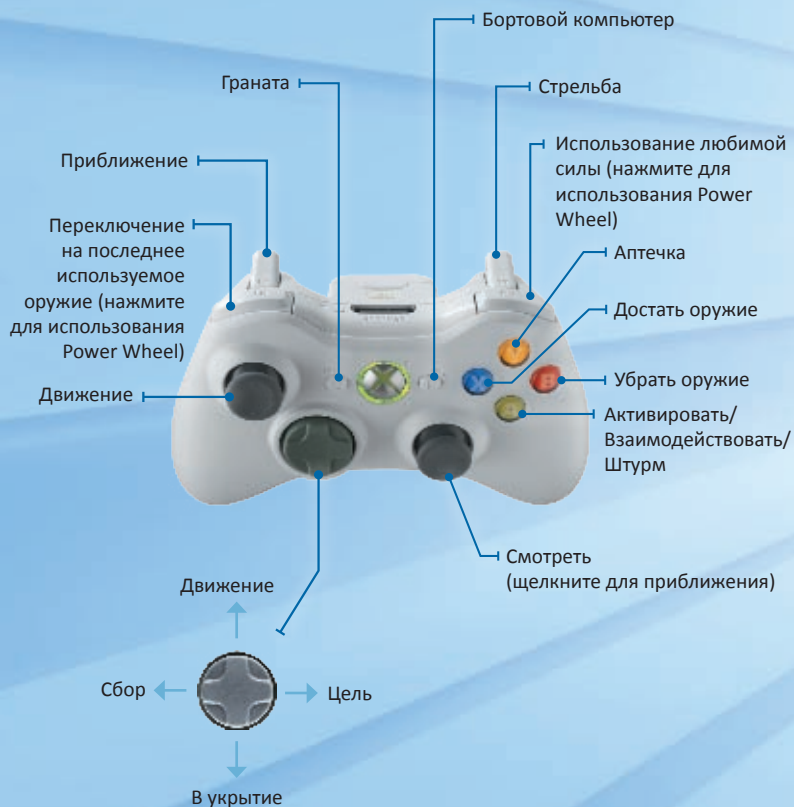 Бортовой компьютер
Граната
Стрельба
Приближение
Использование любимой
силы (нажмите для
использования Power
Wheel)
Переключение
на последнее
используемое
оружие (нажмите
для использования
Power Wheel)
Аптечка
Достать оружие
Движение
Убрать оружие
Активировать/
Взаимодействовать/
Штурм
Y
X
B
A
Смотреть
(щелкните для приближения)
Движение
Сбор
Цель
В укрытие